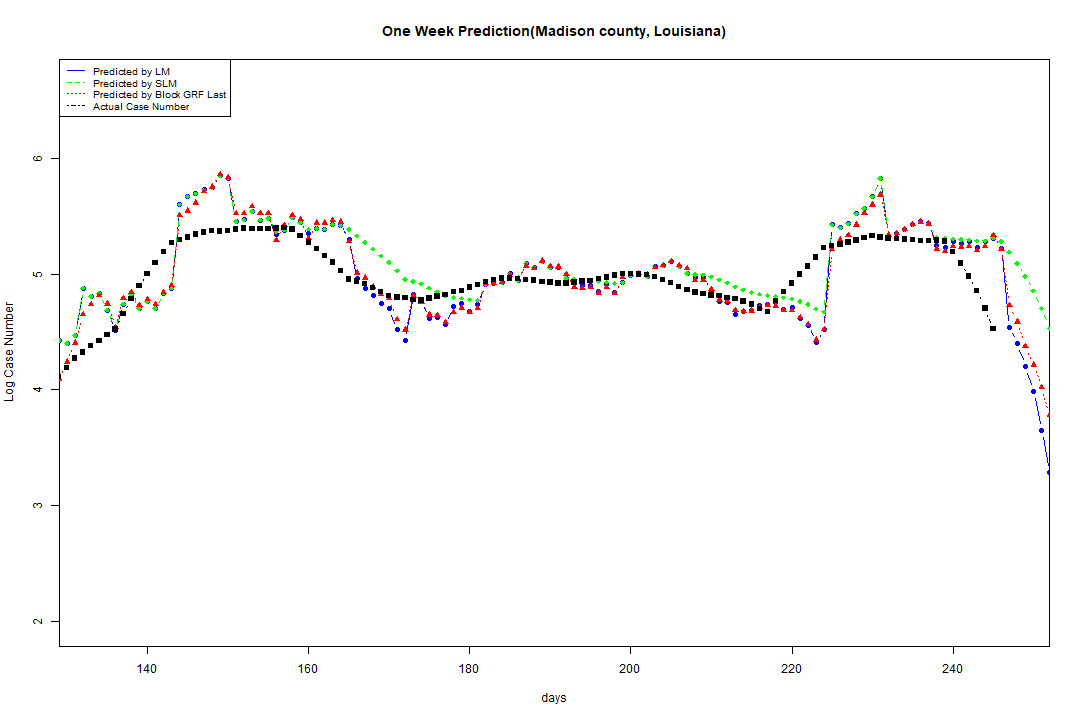 One Week Prediction(Madison county, Louisiana)
Predicted by LM
Predicted by SLM
Predicted by Block GRF Last
Actual Case Number
6
5
4
3
2
Log Case Number
140 160 180 200 220 240
days